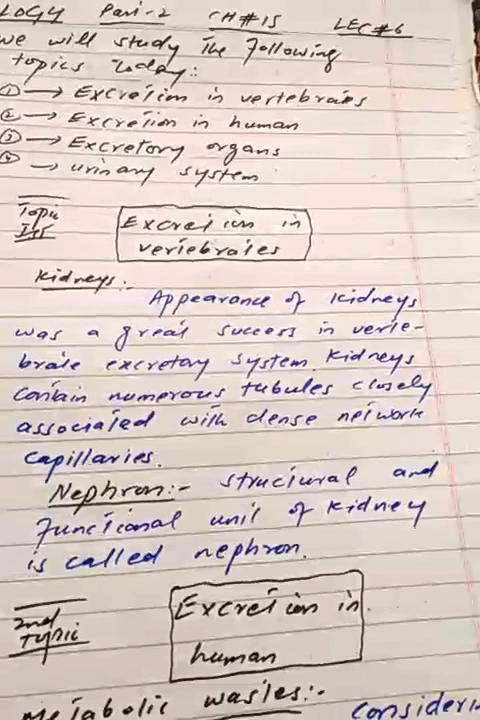 LOGY Part-2 CH#15 LEC#6
we will study the following
topics today:
① → Excretion in vertebrates
② → Excretion in human
③ → Excretory organs
④ → urinary system
Topic
Ist
Excretion in
vertebrates
Kidneys:-
Appearance of kidneys
was a great success in verte-
brate excretory system. Kidneys
contain numerous tubules closely
associated with dense network
capillaries.
Nephron:- structural and
functional unit of kidney
is called nephron.
2nd
Topic
Excretion in
human
Metabolic wastes:- considerin